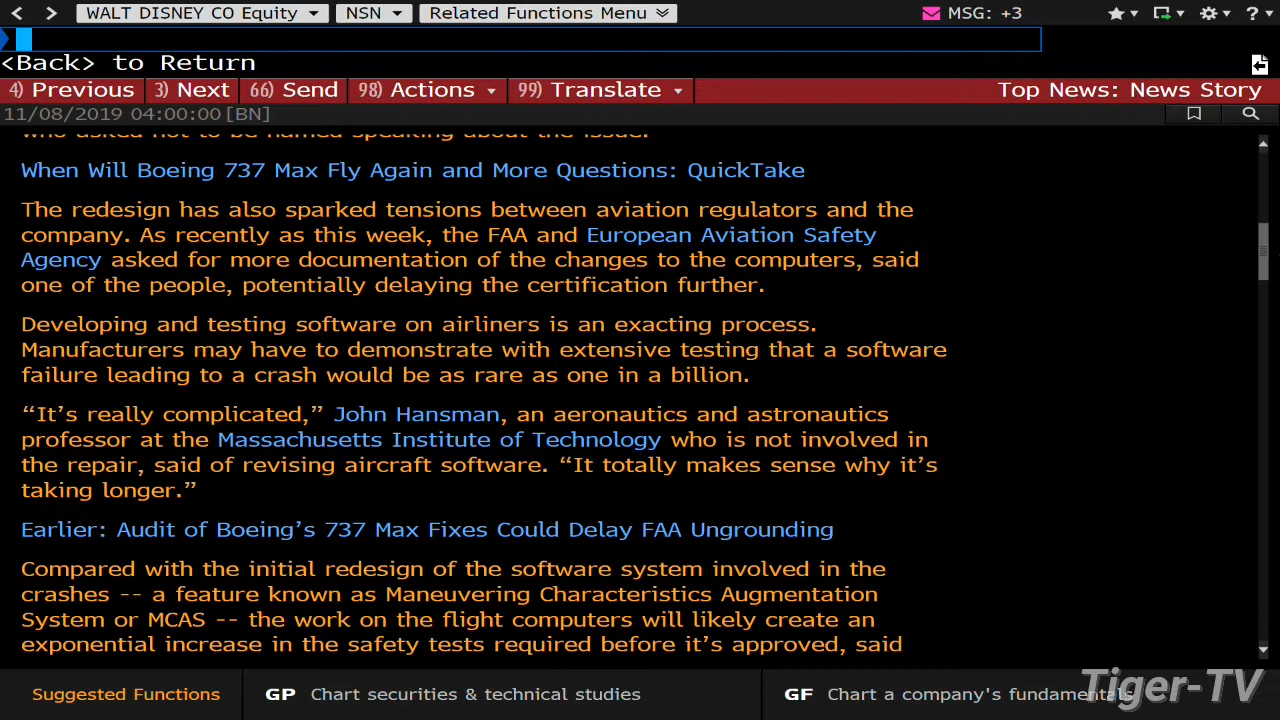 WALT DISNEY CO Equity NSN Related Functions Menu MSG: +3 ?
<Back> to Return
4) Previous 3) Next 66) Send 98) Actions 99) Translate Top News: News Story
11/08/2019 04:00:00 [BN]
who asked not to be named speaking about the issue.
When Will Boeing 737 Max Fly Again and More Questions: QuickTake
The redesign has also sparked tensions between aviation regulators and the
company. As recently as this week, the FAA and European Aviation Safety
Agency asked for more documentation of the changes to the computers, said
one of the people, potentially delaying the certification further.
Developing and testing software on airliners is an exacting process.
Manufacturers may have to demonstrate with extensive testing that a software
failure leading to a crash would be as rare as one in a billion.
“It’s really complicated,” John Hansman, an aeronautics and astronautics
professor at the Massachusetts Institute of Technology who is not involved in
the repair, said of revising aircraft software. “It totally makes sense why it’s
taking longer.”
Earlier: Audit of Boeing’s 737 Max Fixes Could Delay FAA Ungrounding
Compared with the initial redesign of the software system involved in the
crashes -- a feature known as Maneuvering Characteristics Augmentation
System or MCAS -- the work on the flight computers will likely create an
exponential increase in the safety tests required before it’s approved, said
Suggested Functions GP Chart securities & technical studies GF Chart a company's fundamentals
Tiger-TV